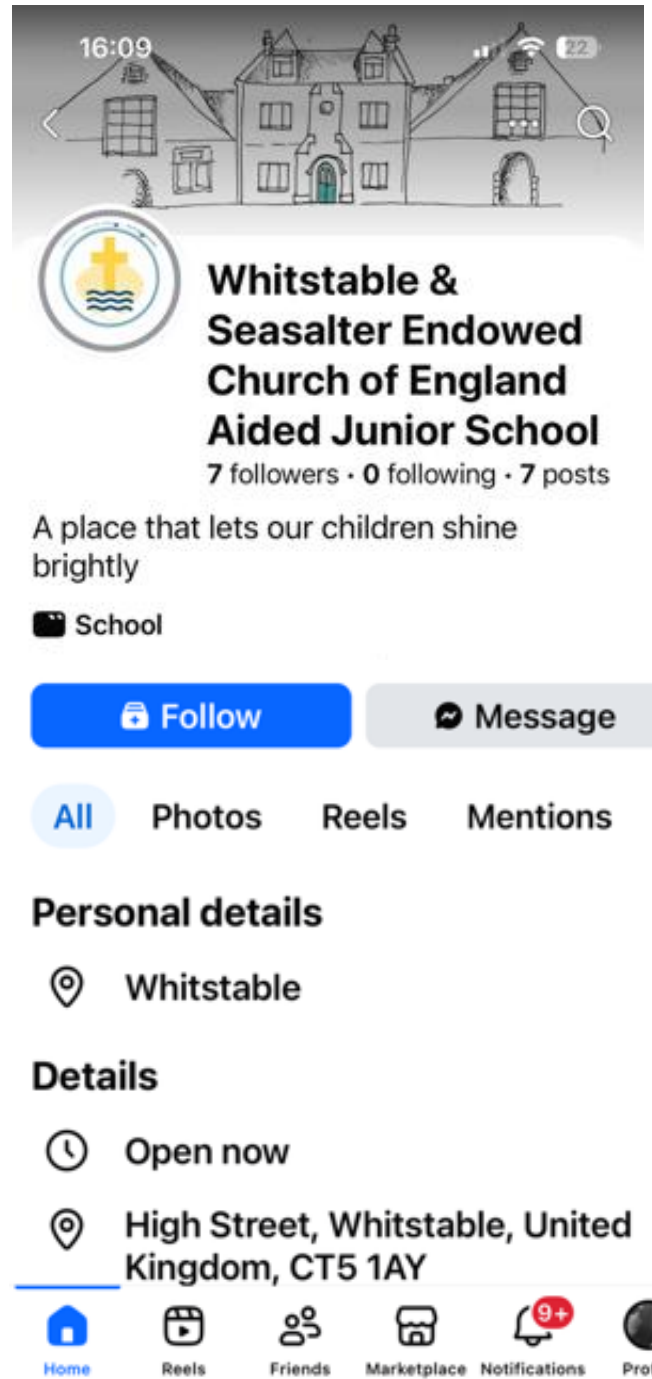 16:09
22
Whitstable &
Seasalter Endowed
Church of England
Aided Junior School
7 followers · 0 following · 7 posts
A place that lets our children shine
brightly
School
Follow
Message
All
Photos
Reels
Mentions
Personal details
Whitstable
Details
Open now
High Street, Whitstable, United
Kingdom, CT5 1AY
9+
Home
Reels
Friends
Marketplace
Notifications
Prof